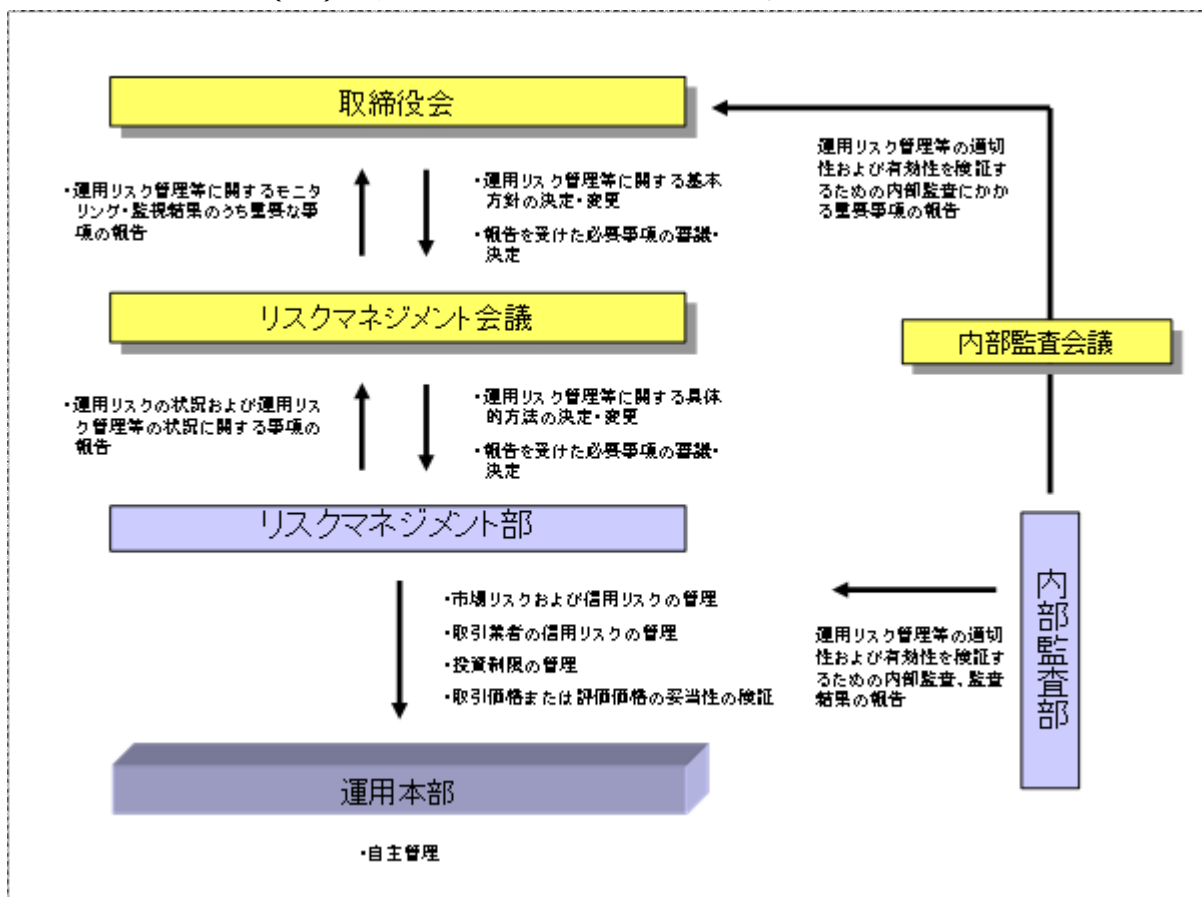 取締役会
・運用リスク管理等に関するモニ
タリング・監視結果のうち重要な事
項の報告
・運用リスク管理等に関する基本
方針の決定・変更
・報告を受けた必要事項の審議・
決定
運用リスク管理等の適切
性および有効性を検証す
るための内部監査にかか
る重要事項の報告
リスクマネジメント会議
内部監査会議
・運用リスクの状況および運用リス
ク管理等の状況に関する事項の
報告
・運用リスク管理等に関する具体
的方法の決定・変更
・報告を受けた必要事項の審議・
決定
リスクマネジメント部
内部監査部
・市場リスクおよび信用リスクの管理
・取引業者の信用リスクの管理
・投資制限の管理
・取引価格または評価価格の妥当性の検証
運用リスク管理等の適切
性および有効性を検証す
るための内部監査、監査
結果の報告
運用本部
・自主管理